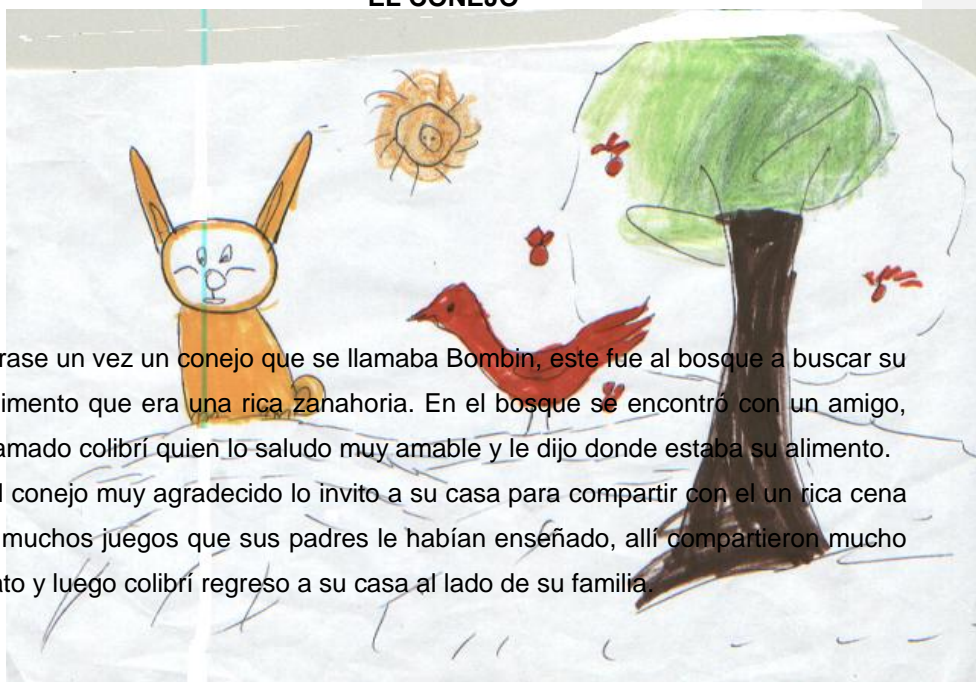 EL CONEJO
rase un vez un conejo que se llamaba Bombin, este fue al bosque a buscar su
imento que era una rica zanahoria. En el bosque se encontró con un amigo,
amado colibrí quien lo saludo muy amable y le dijo donde estaba su alimento.
l conejo muy agradecido lo invito a su casa para compartir con el un rica cena
muchos juegos que sus padres le habían enseñado, allí compartieron mucho
ato y luego colibrí regreso a su casa al lado de su familia.